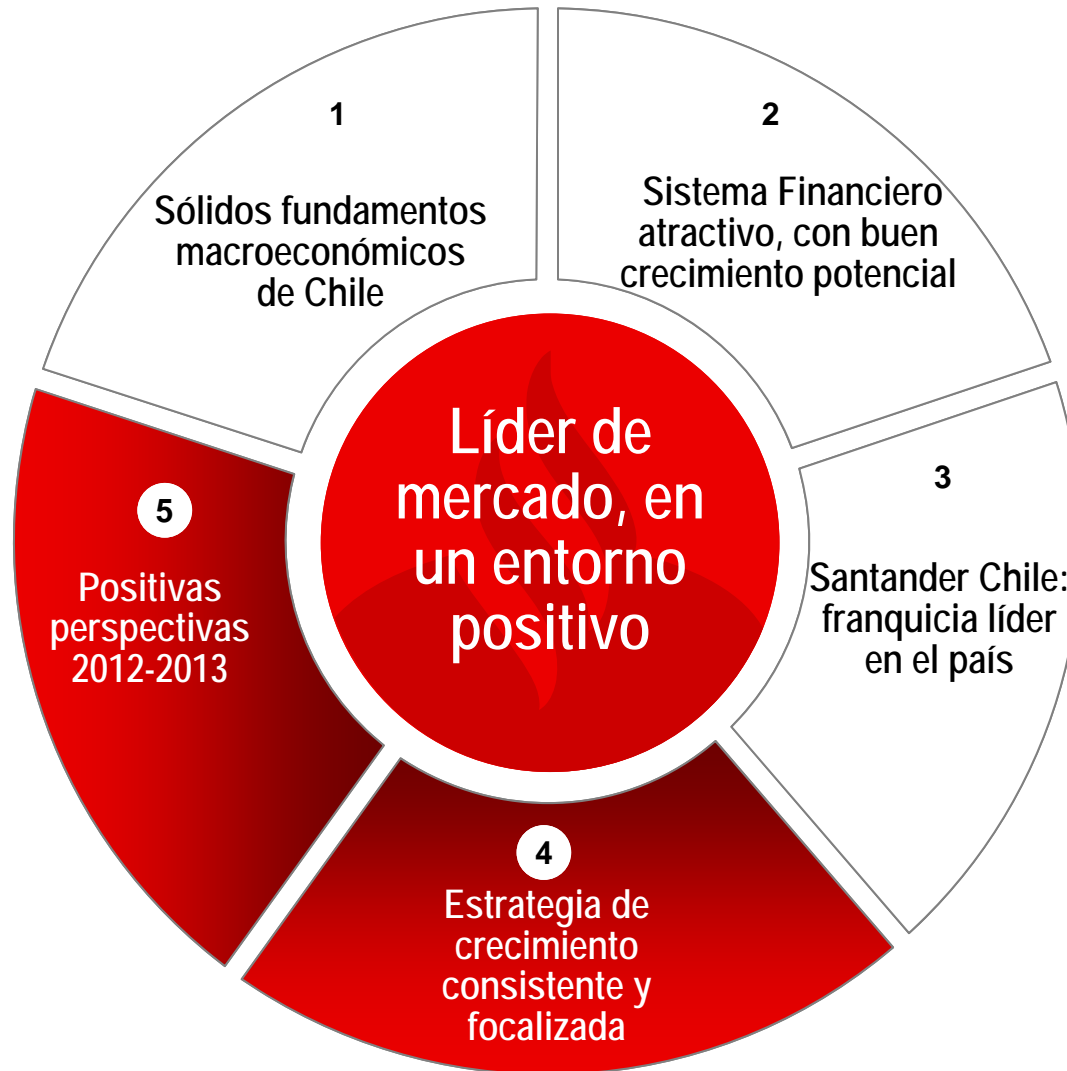 1
Sólidos fundamentos
macroeconómicos
de Chile
2
Sistema Financiero
atractivo, con buen
crecimiento potencial
3
Santander Chile:
franquicia líder
en el país
4
Estrategia de
crecimiento
consistente y
focalizada
5
Positivas
perspectivas
2012-2013
Líder de
mercado, en
un entorno
positivo